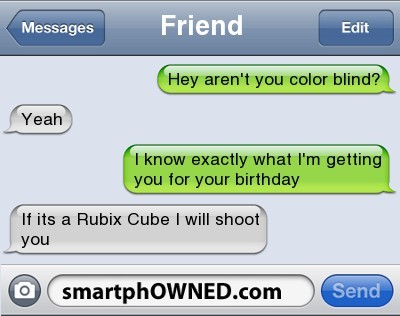 Messages
Friend
Edit
Hey aren't you color blind?
Yeah
I know exactly what I'm getting
you for your birthday
If its a Rubix Cube I will shoot
you
smartphOWNED.com
Send